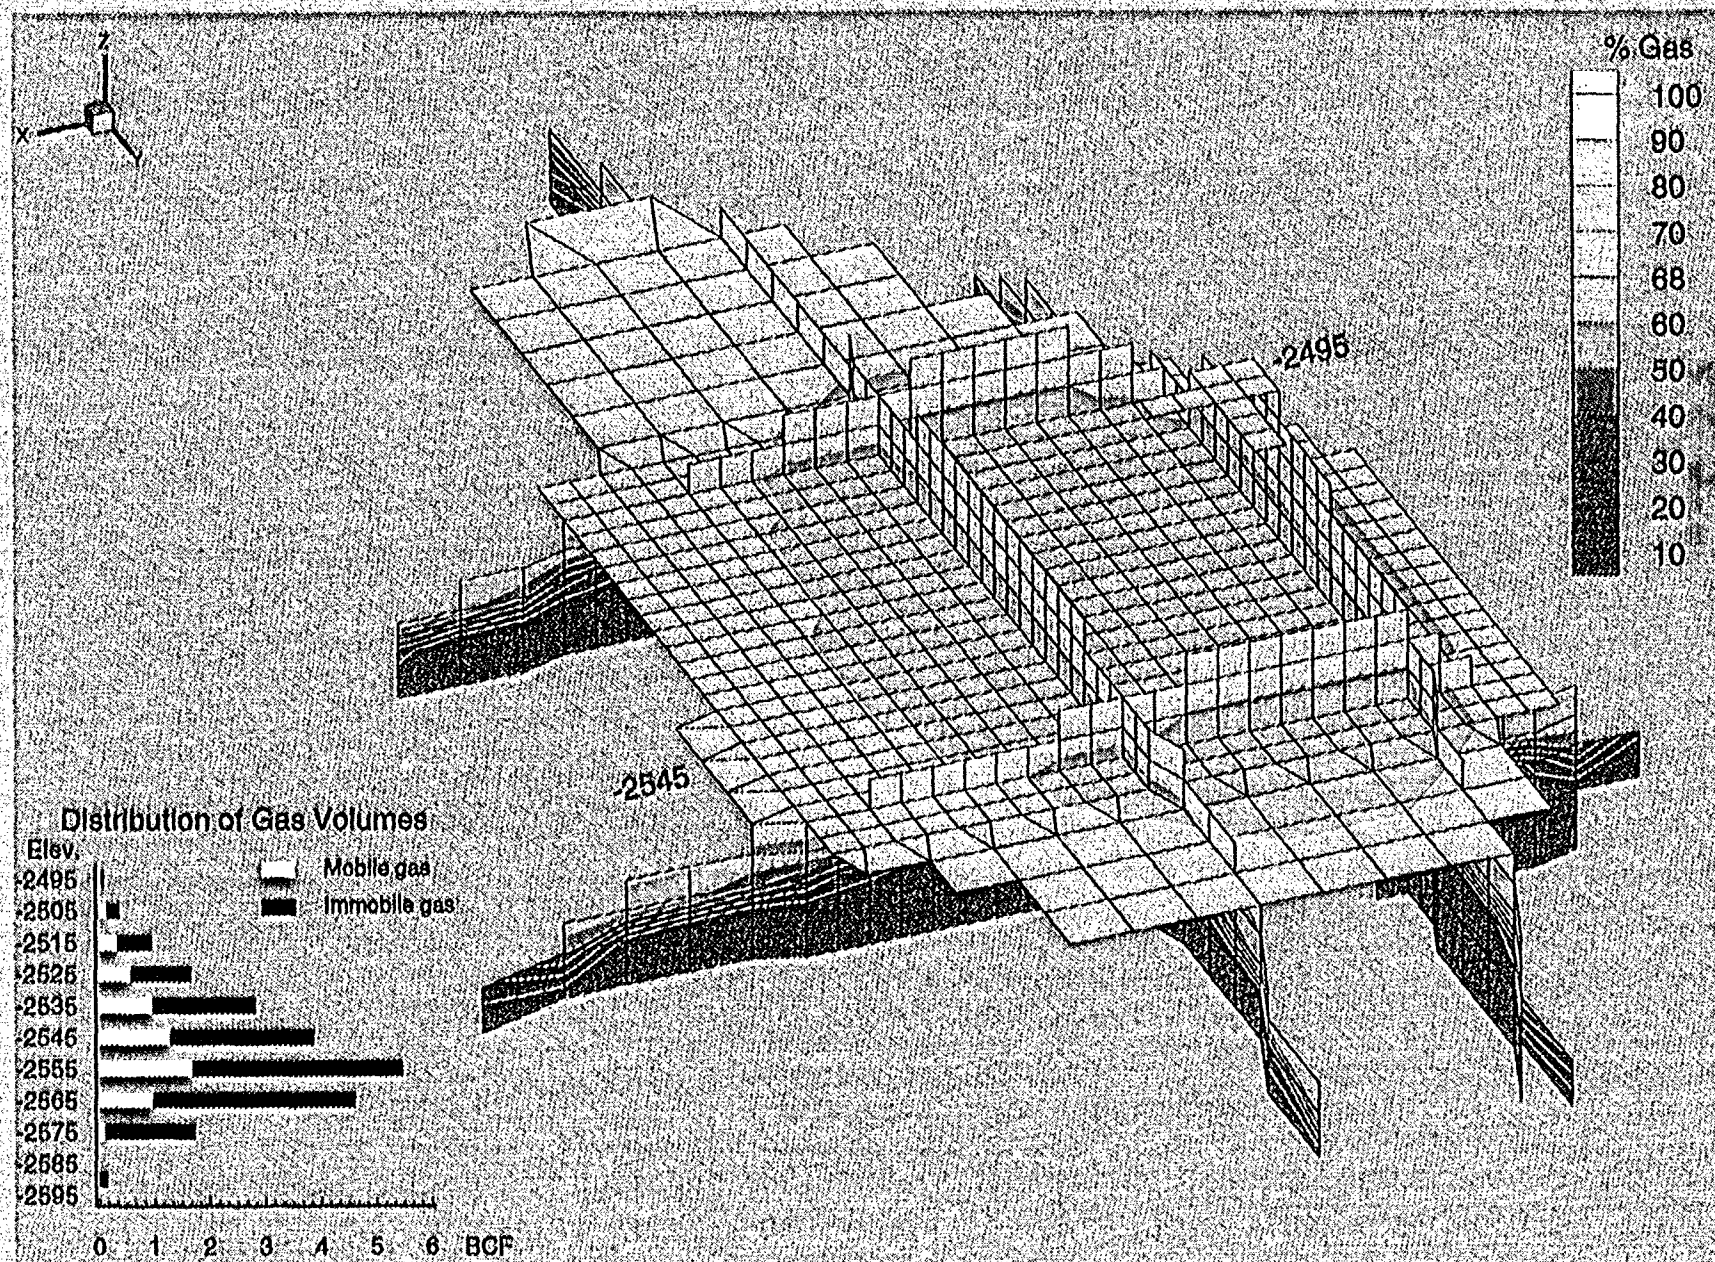 Z
X
Y
% Gas
100
90
80
70
68
60
50
40
30
20
10
-2495
-2545
Distribution of Gas Volumes
Elev.
Mobile gas
Immobile gas
-2495
-2505
-2515
-2525
-2535
-2545
-2555
-2565
-2575
-2585
-2595
0 1 2 3 4 5 6 BCF